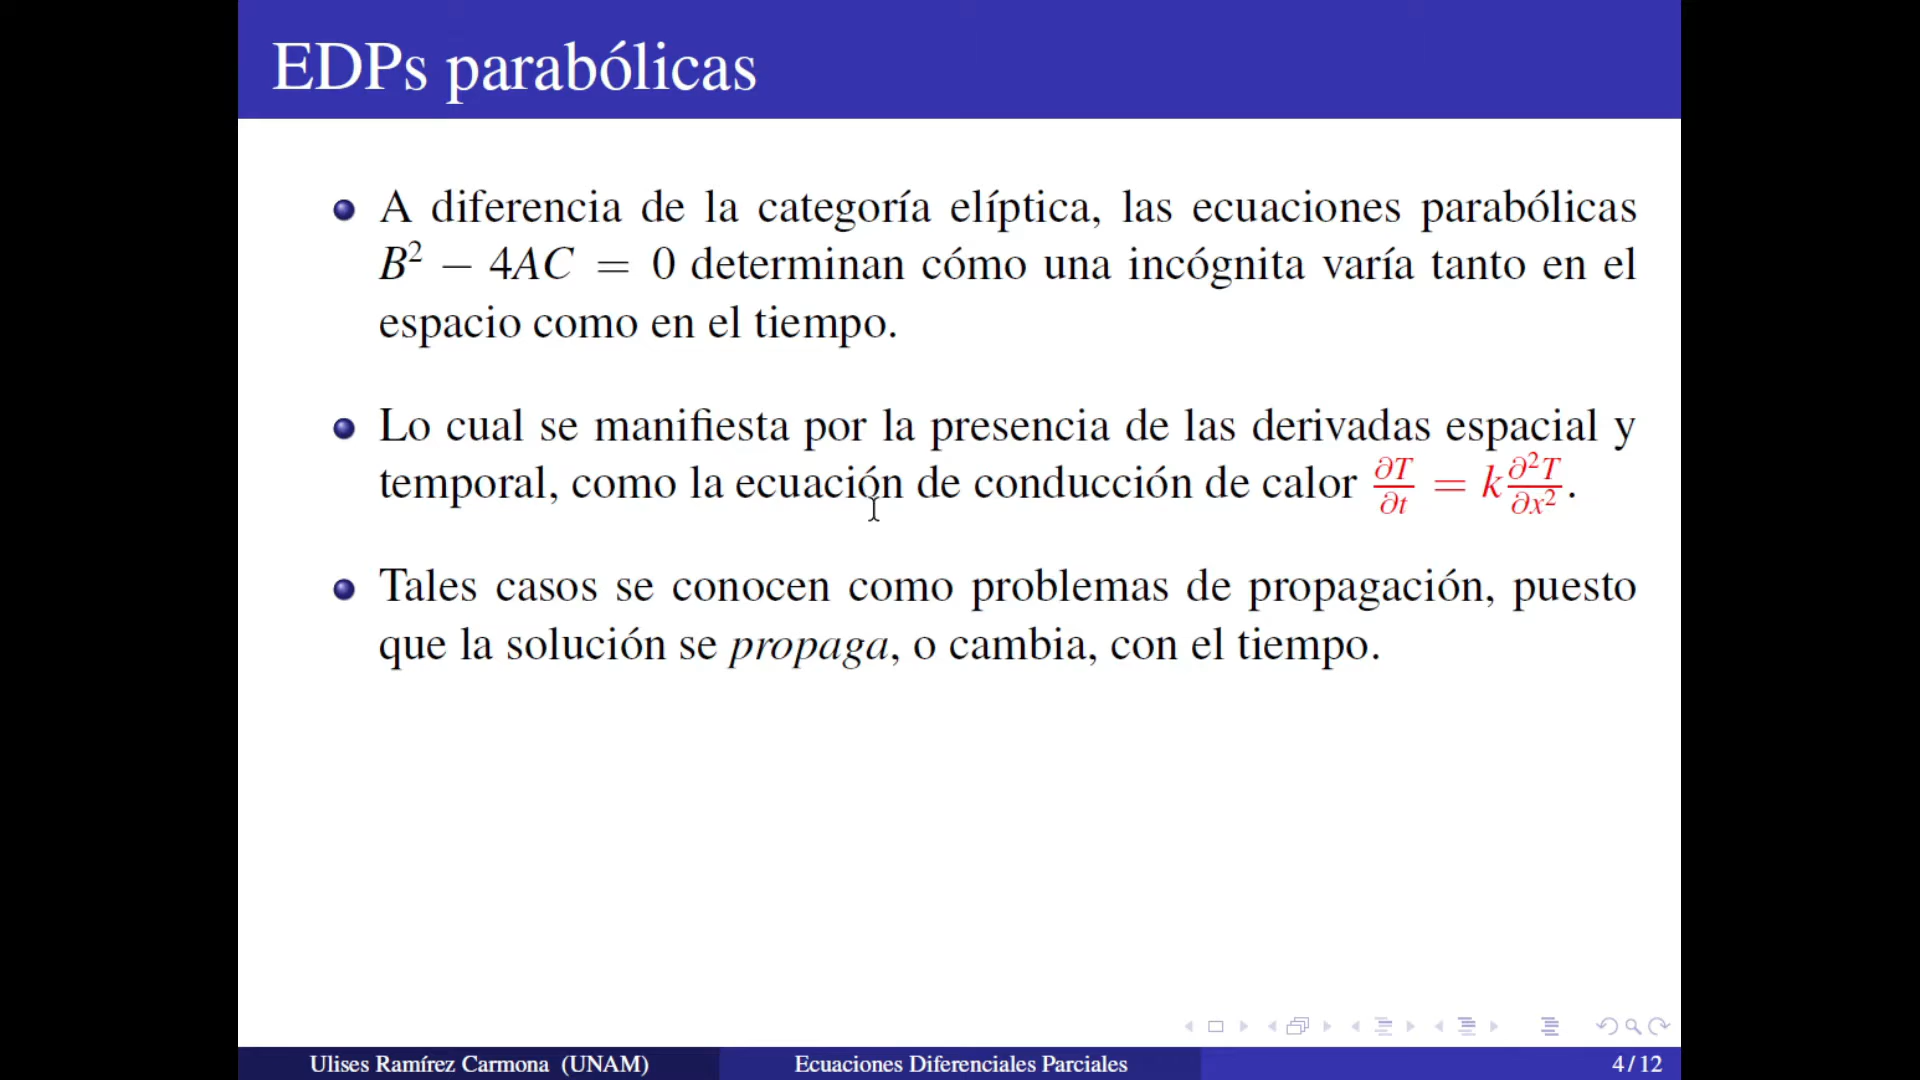 EDPs parabólicas
A diferencia de la categoría elíptica, las ecuaciones parabólicas
B² − 4AC = 0 determinan cómo una incógnita varía tanto en el
espacio como en el tiempo.
Lo cual se manifiesta por la presencia de las derivadas espacial y
temporal, como la ecuación de conducción de calor ∂T/∂t = k ∂²T/∂x².
Tales casos se conocen como problemas de propagación, puesto
que la solución se propaga, o cambia, con el tiempo.
Ulises Ramírez Carmona (UNAM) Ecuaciones Diferenciales Parciales 4/12